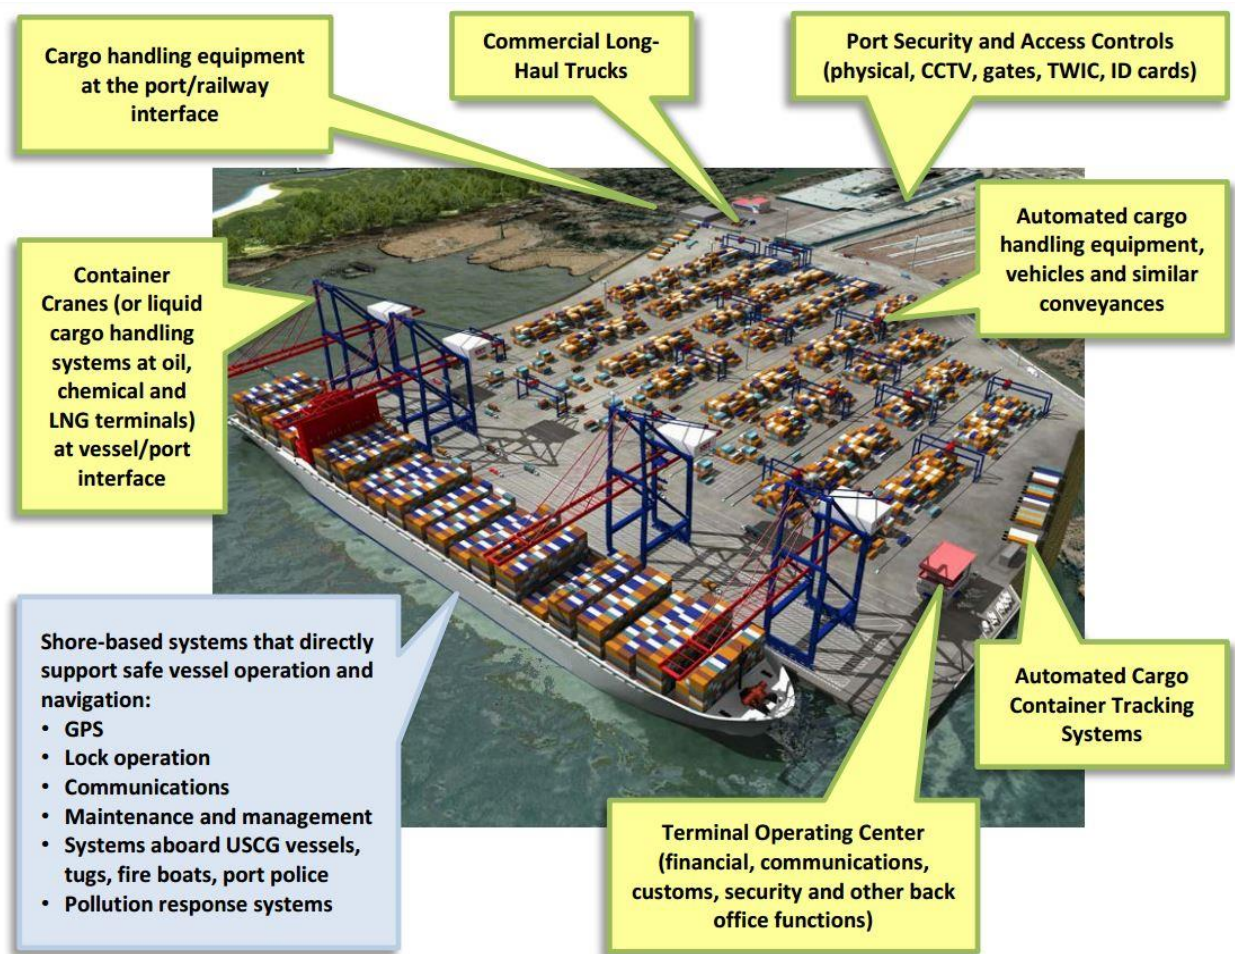 Cargo handling equipment
at the port/railway
interface
Commercial Long-
Haul Trucks
Port Security and Access Controls
(physical, CCTV, gates, TWIC, ID cards)
Automated cargo
handling equipment,
vehicles and similar
conveyances
Container
Cranes (or liquid
cargo handling
systems at oil,
chemical and
LNG terminals)
at vessel/port
interface
Shore-based systems that directly
support safe vessel operation and
navigation:
• GPS
• Lock operation
• Communications
• Maintenance and management
• Systems aboard USCG vessels,
tugs, fire boats, port police
• Pollution response systems
Automated Cargo
Container Tracking
Systems
Terminal Operating Center
(financial, communications,
customs, security and other back
office functions)